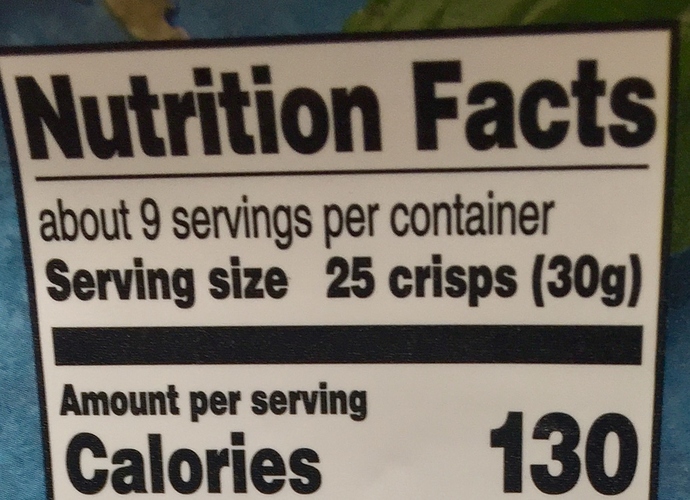 Nutrition Facts
about 9 servings per container
Serving size 25 crisps (30g)
Amount per serving
Calories 130